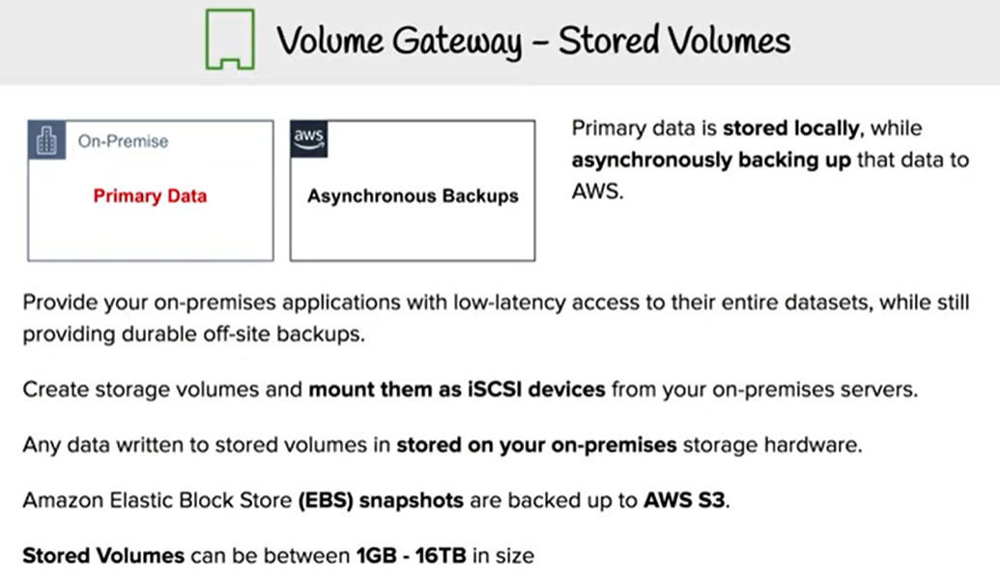 Volume Gateway – Stored Volumes
On-Premise
Primary Data
aws
Asynchronous Backups
Primary data is stored locally, while
asynchronously backing up that data to
AWS.
Provide your on-premises applications with low-latency access to their entire datasets, while still
providing durable off-site backups.
Create storage volumes and mount them as iSCSI devices from your on-premises servers.
Any data written to stored volumes in stored on your on-premises storage hardware.
Amazon Elastic Block Store (EBS) snapshots are backed up to AWS S3.
Stored Volumes can be between 1GB - 16TB in size